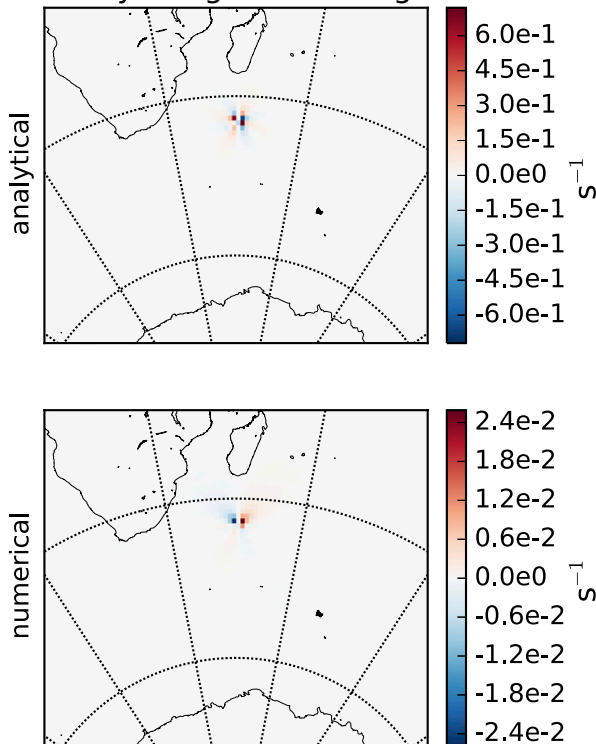 analytical
6.0e-1
4.5e-1
3.0e-1
1.5e-1
0.0e0
-1.5e-1
-3.0e-1
-4.5e-1
-6.0e-1
s⁻¹
numerical
2.4e-2
1.8e-2
1.2e-2
0.6e-2
0.0e0
-0.6e-2
-1.2e-2
-1.8e-2
-2.4e-2
s⁻¹